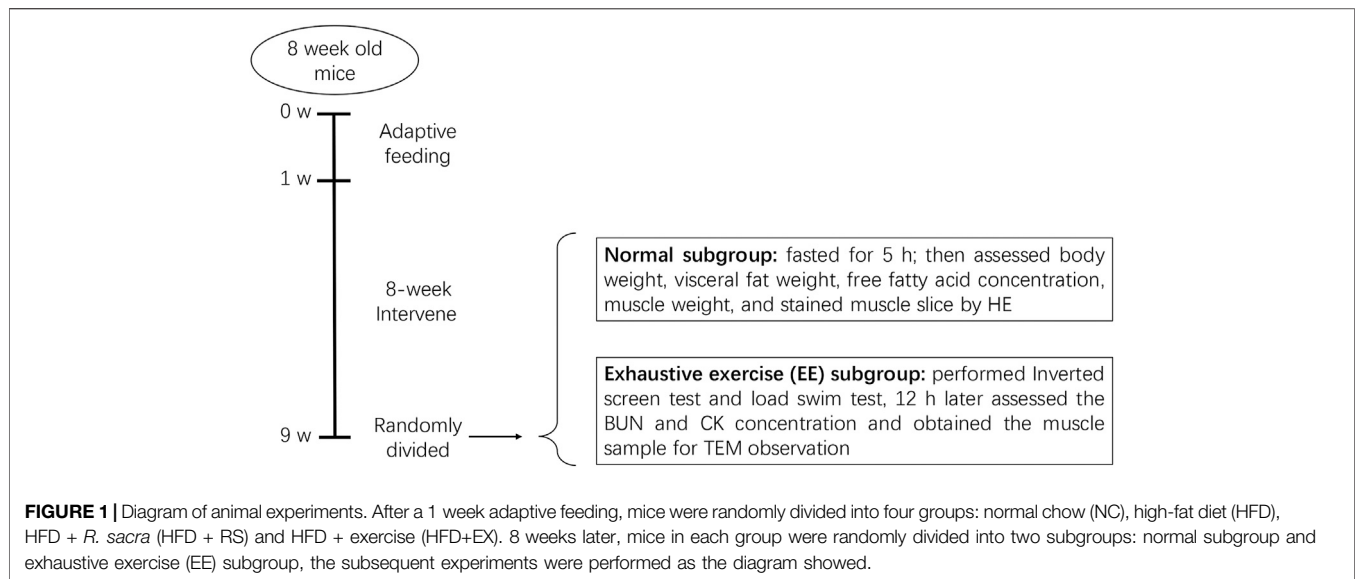 8 week old
mice
0 w
Adaptive
feeding
1 w
8-week
Intervene
Normal subgroup: fasted for 5 h; then assessed body
weight, visceral fat weight, free fatty acid concentration,
muscle weight, and stained muscle slice by HE
Exhaustive exercise (EE) subgroup: performed Inverted
screen test and load swim test, 12 h later assessed the
BUN and CK concentration and obtained the muscle
sample for TEM observation
9 w
Randomly
divided
FIGURE 1 | Diagram of animal experiments. After a 1 week adaptive feeding, mice were randomly divided into four groups: normal chow (NC), high-fat diet (HFD),
HFD + R. sacra (HFD + RS) and HFD + exercise (HFD+EX). 8 weeks later, mice in each group were randomly divided into two subgroups: normal subgroup and
exhaustive exercise (EE) subgroup, the subsequent experiments were performed as the diagram showed.